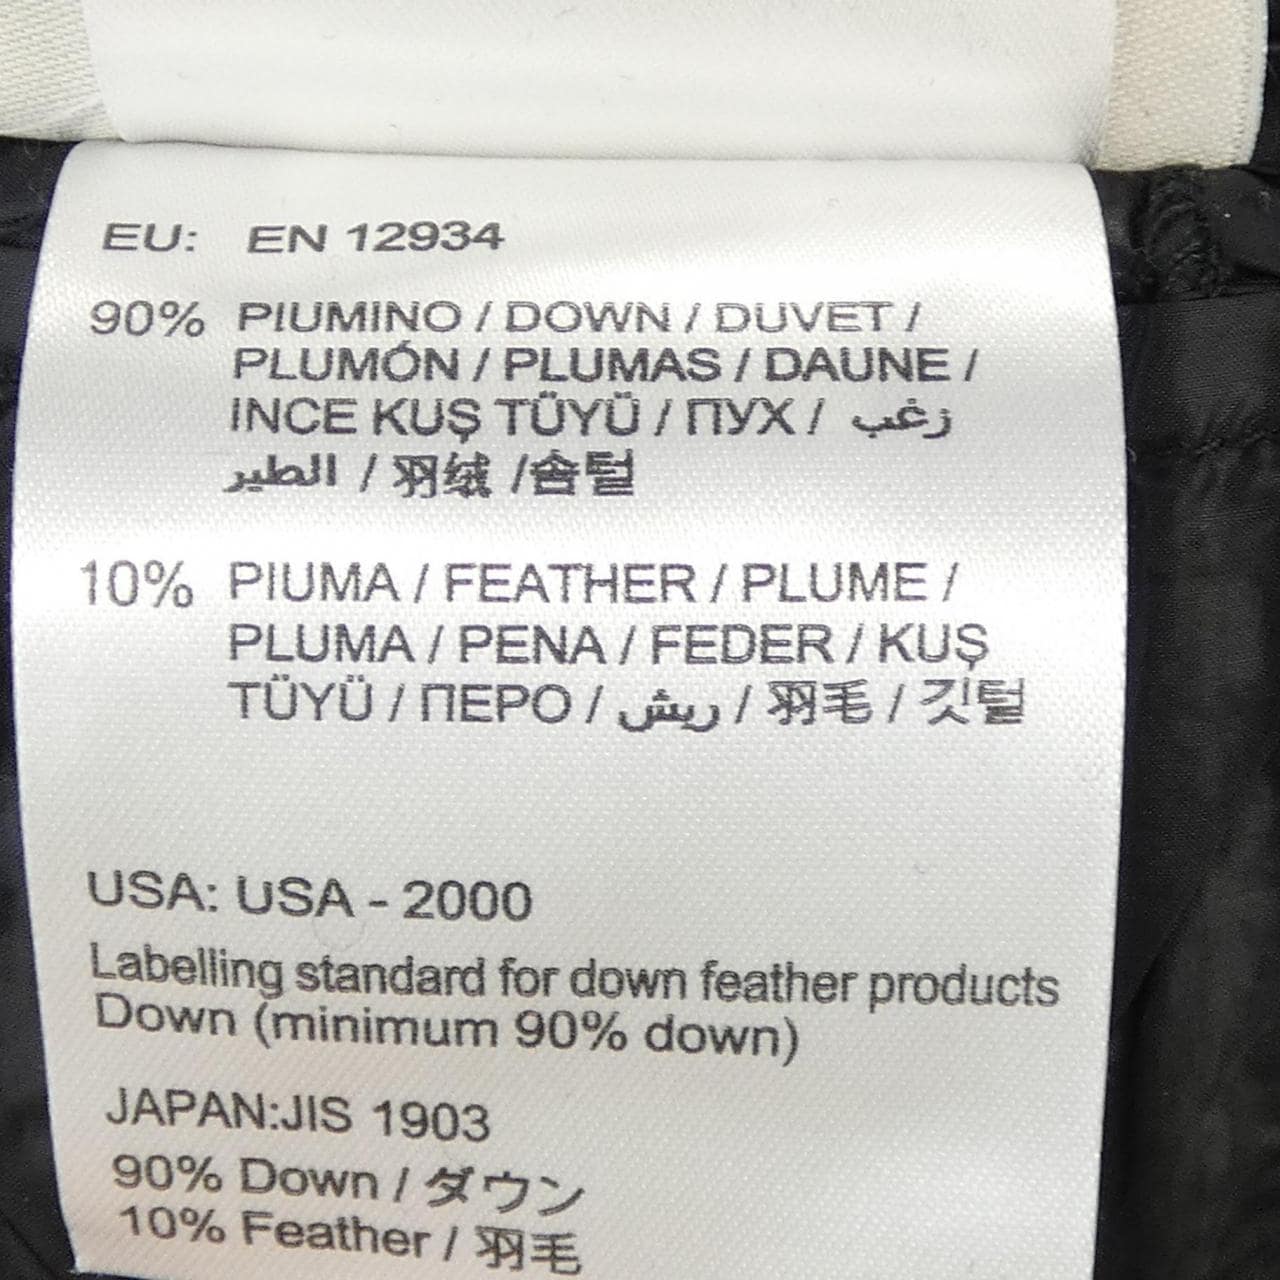 EU: EN 12934
90% PIUMINO / DOWN / DUVET /
PLUMÓN / PLUMAS / DAUNE /
INCE KUŞ TÜYÜ / ПУХ / زغب
الطير / 羽绒 /솜털
10% PIUMA / FEATHER / PLUME /
PLUMA / PENA / FEDER / KUŞ
TÜYÜ / ПЕРО / ريش / 羽毛 / 깃털
USA: USA - 2000
Labelling standard for down feather products
Down (minimum 90% down)
JAPAN:JIS 1903
90% Down / ダウン
10% Feather / 羽毛